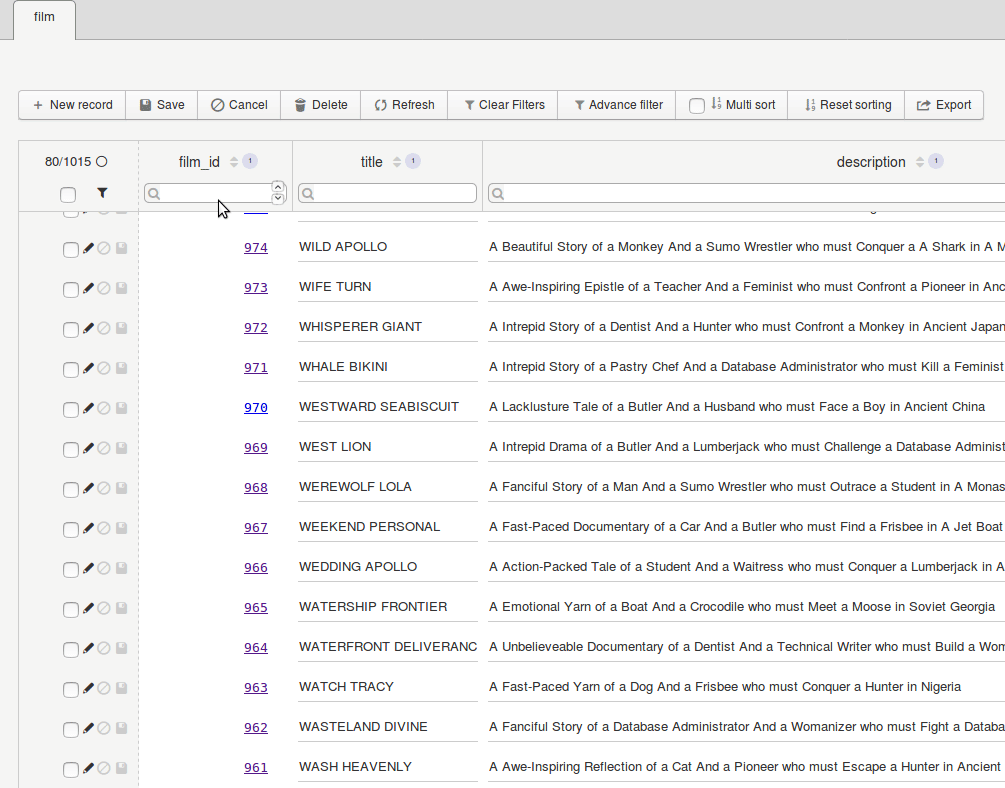 film
+ New record Save Cancel Delete Refresh Clear Filters Advance filter Multi sort Reset sorting Export
80/1015 film_id 1 title 1 description 1
974 WILD APOLLO A Beautiful Story of a Monkey And a Sumo Wrestler who must Conquer a A Shark in A M
973 WIFE TURN A Awe-Inspiring Epistle of a Teacher And a Feminist who must Confront a Pioneer in Anc
972 WHISPERER GIANT A Intrepid Story of a Dentist And a Hunter who must Confront a Monkey in Ancient Japan
971 WHALE BIKINI A Intrepid Story of a Pastry Chef And a Database Administrator who must Kill a Feminist
970 WESTWARD SEABISCUIT A Lacklusture Tale of a Butler And a Husband who must Face a Boy in Ancient China
969 WEST LION A Intrepid Drama of a Butler And a Lumberjack who must Challenge a Database Administ
968 WEREWOLF LOLA A Fanciful Story of a Man And a Sumo Wrestler who must Outrace a Student in A Monas
967 WEEKEND PERSONAL A Fast-Paced Documentary of a Car And a Butler who must Find a Frisbee in A Jet Boat
966 WEDDING APOLLO A Action-Packed Tale of a Student And a Waitress who must Conquer a Lumberjack in A
965 WATERSHIP FRONTIER A Emotional Yarn of a Boat And a Crocodile who must Meet a Moose in Soviet Georgia
964 WATERFRONT DELIVERANC A Unbelieveable Documentary of a Dentist And a Technical Writer who must Build a Wom
963 WATCH TRACY A Fast-Paced Yarn of a Dog And a Frisbee who must Conquer a Hunter in Nigeria
962 WASTELAND DIVINE A Fanciful Story of a Database Administrator And a Womanizer who must Fight a Databa
961 WASH HEAVENLY A Awe-Inspiring Reflection of a Cat And a Pioneer who must Escape a Hunter in Ancient